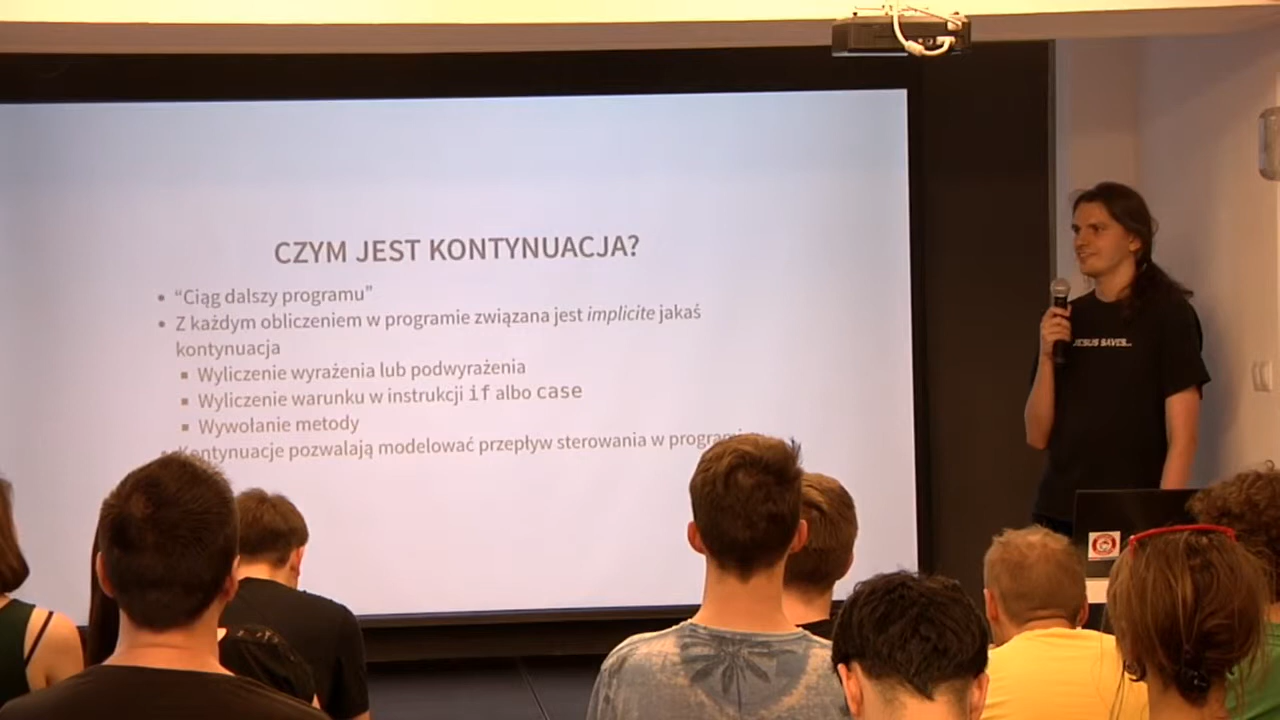 CZYM JEST KONTYNUACJA?
• “Ciąg dalszy programu”
• Z każdym obliczeniem w programie związana jest implicite jakaś
kontynuacja
▪ Wyliczenie wyrażenia lub podwyrażenia
▪ Wyliczenie warunku w instrukcji if albo case
▪ Wywołanie metody
Kontynuacje pozwalają modelować przepływ sterowania w
JESUS SAVES...